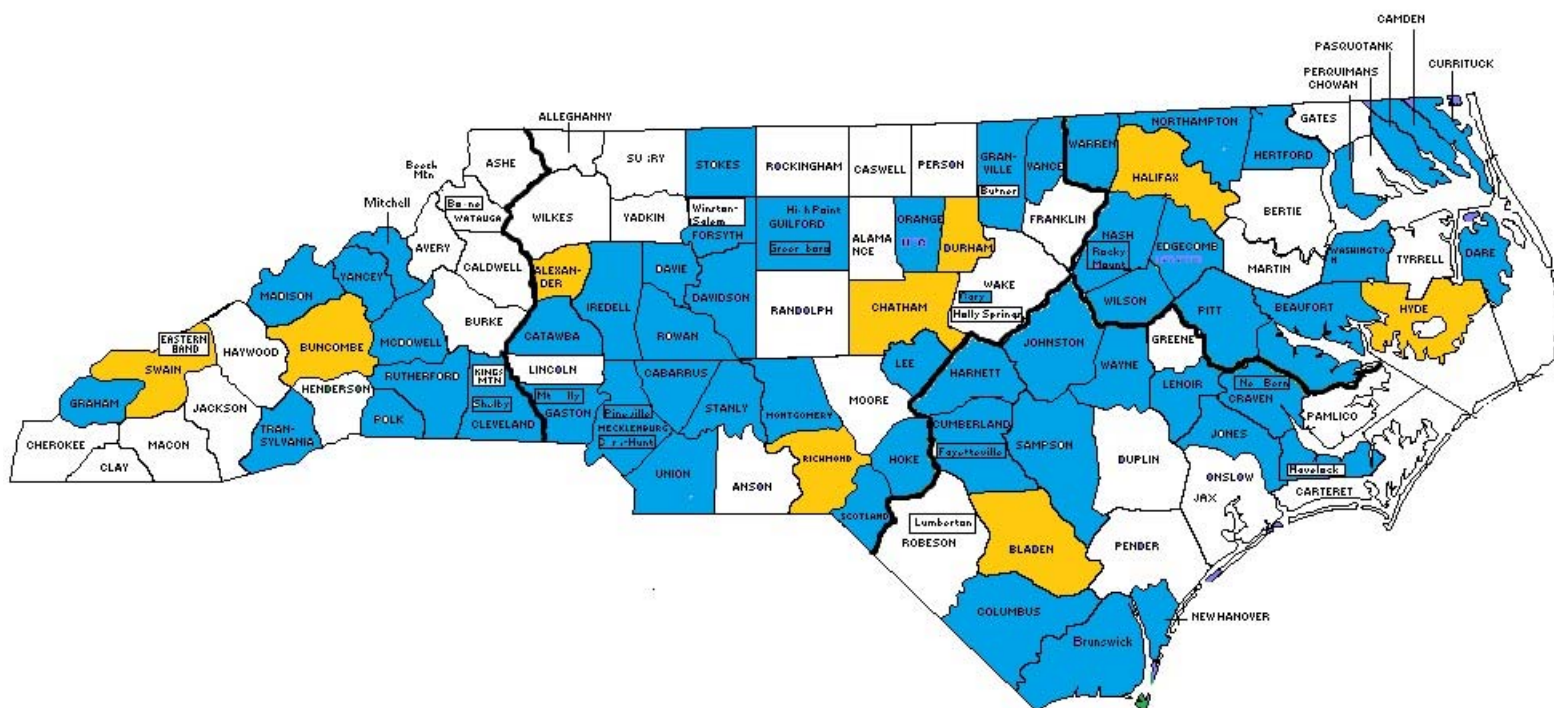 CAMDEN
PASQUOTANK
CURRITUCK
PERQUIMANS
CHOWAN
ALLEGHANNY
ASHE
SU
RY
STOKES
ROCKINGHAM
CASWELL
PERSON
GRAN-
VILLE
VANCE
WARREN
NORTHAMPTON
GATES
HERTFORD
HALIFAX
Beech
Mtn
Mitchell
WATAUGA
WILKES
YADKIN
Winston-
Salem
FORSYTH
High Point
GUILFORD
ALAMA
NCE
ORANGE
DURHAM
Butner
FRANKLIN
NASH
Rocky
Mount
EDGECOMB
BERTIE
MARTIN
WASHINGTO
N
TYRRELL
DARE
AVERY
CALDWELL
YANCEY
MADISON
ALEXAN-
DER
IREDELL
DAVIE
DAVIDSON
RANDOLPH
CHATHAM
WAKE
Holly Springs
WILSON
PITT
BEAUFORT
HYDE
EASTERN
BAND
SWAIN
HAYWOOD
BUNCOMBE
MCDOWELL
BURKE
CATAWBA
ROWAN
LEE
HARNETT
JOHNSTON
WAYNE
GREENE
GRAHAM
JACKSON
HENDERSON
RUTHERFORD
KINGS
MTN
Shelby
CLEVELAND
LINCOLN
GASTON
CABARRUS
Pineville
MECKLENBURG
STANLY
MONTGOMERY
MOORE
LENOIR
CRAVEN
PAMLICO
CHEROKEE
CLAY
MACON
TRAN-
SYLVANIA
POLK
UNION
ANSON
RICHMOND
HOKE
SCOTLAND
CUMBERLAND
Fayetteville
SAMPSON
DUPLIN
JONES
ONSLOW
JAX
Havelock
CARTERET
Lumberton
ROBESON
BLADEN
PENDER
COLUMBUS
Brunswick
NEW HANOVER